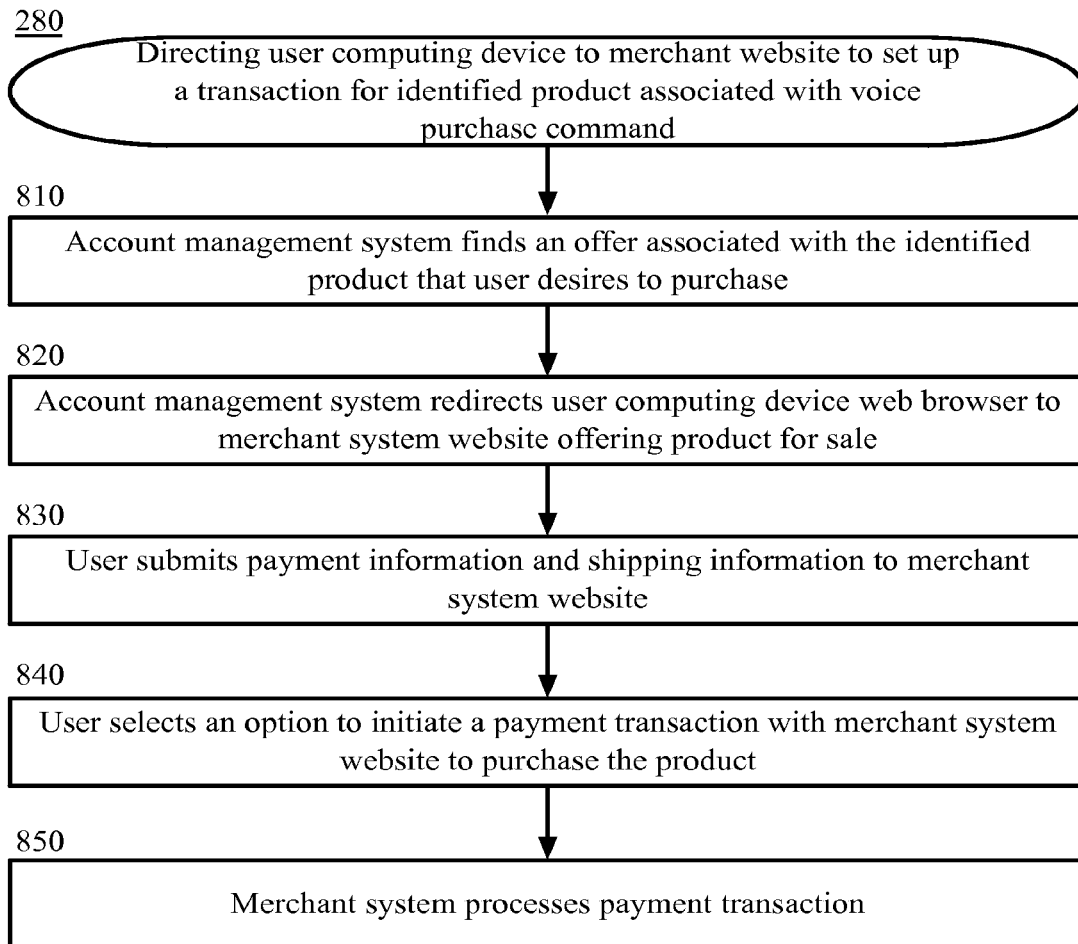 280
Directing user computing device to merchant website to set up
a transaction for identified product associated with voice
purchase command
810
Account management system finds an offer associated with the identified
product that user desires to purchase
820
Account management system redirects user computing device web browser to
merchant system website offering product for sale
830
User submits payment information and shipping information to merchant
system website
840
User selects an option to initiate a payment transaction with merchant system
website to purchase the product
850
Merchant system processes payment transaction